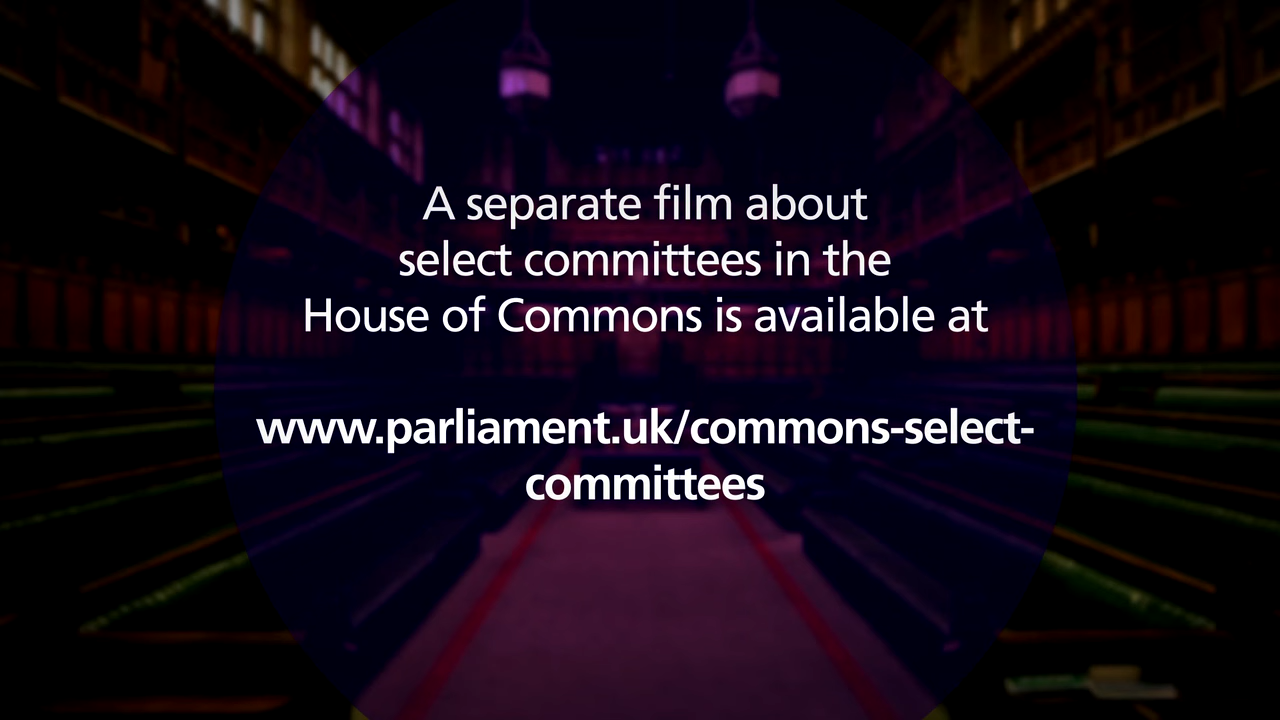 A separate film about
select committees in the
House of Commons is available at
www.parliament.uk/commons-select-
committees